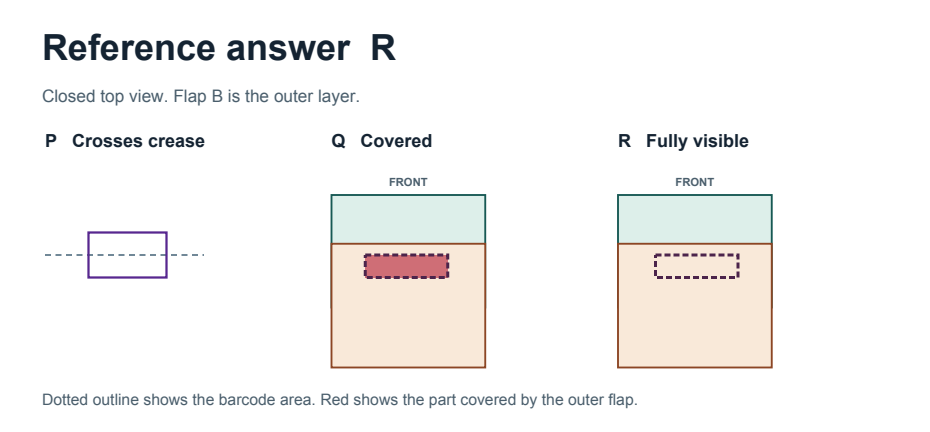 Reference answer R
Closed top view. Flap B is the outer layer.
P Crosses crease
Q Covered
R Fully visible
FRONT
FRONT
Dotted outline shows the barcode area. Red shows the part covered by the outer flap.